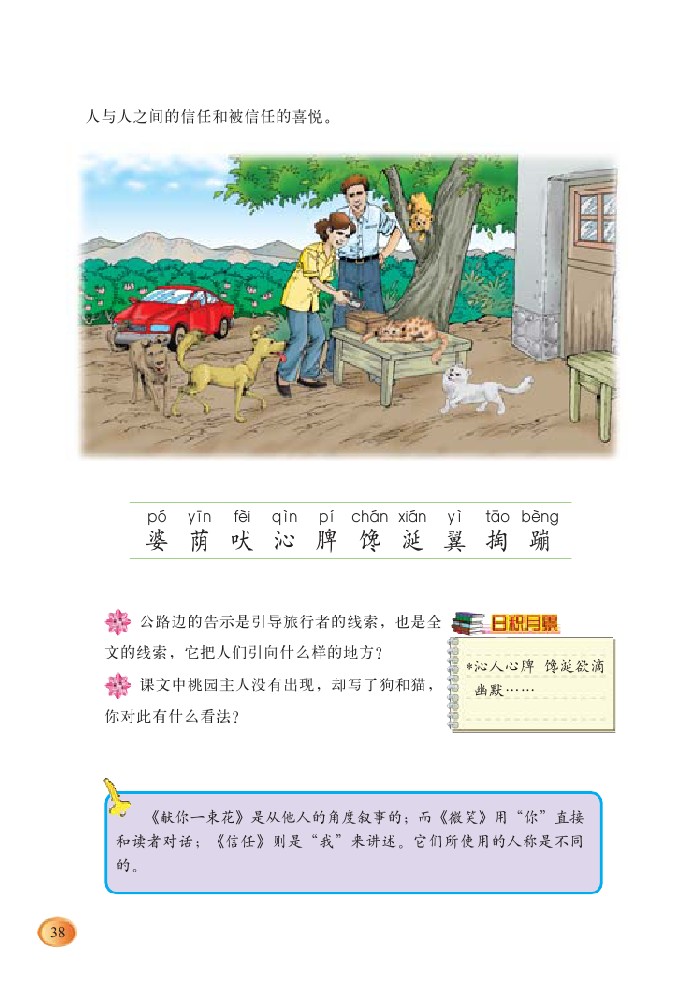 人与人之间的信任和被信任的喜悦。
pó yīn fèi qìn pí chán xián yì tāo bèng
婆 荫 吠 沁 脾 馋 涎 翼 掏 蹦
公路边的告示是引导旅行者的线索，也是全
文的线索，它把人们引向什么样的地方？
课文中桃园主人没有出现，却写了狗和猫，
你对此有什么看法？
日积月累
*沁人心脾 馋涎欲滴
幽默……
《献你一束花》是从他人的角度叙事的；而《微笑》用“你”直接
和读者对话；《信任》则是“我”来讲述。它们所使用的人称是不同
的。
38